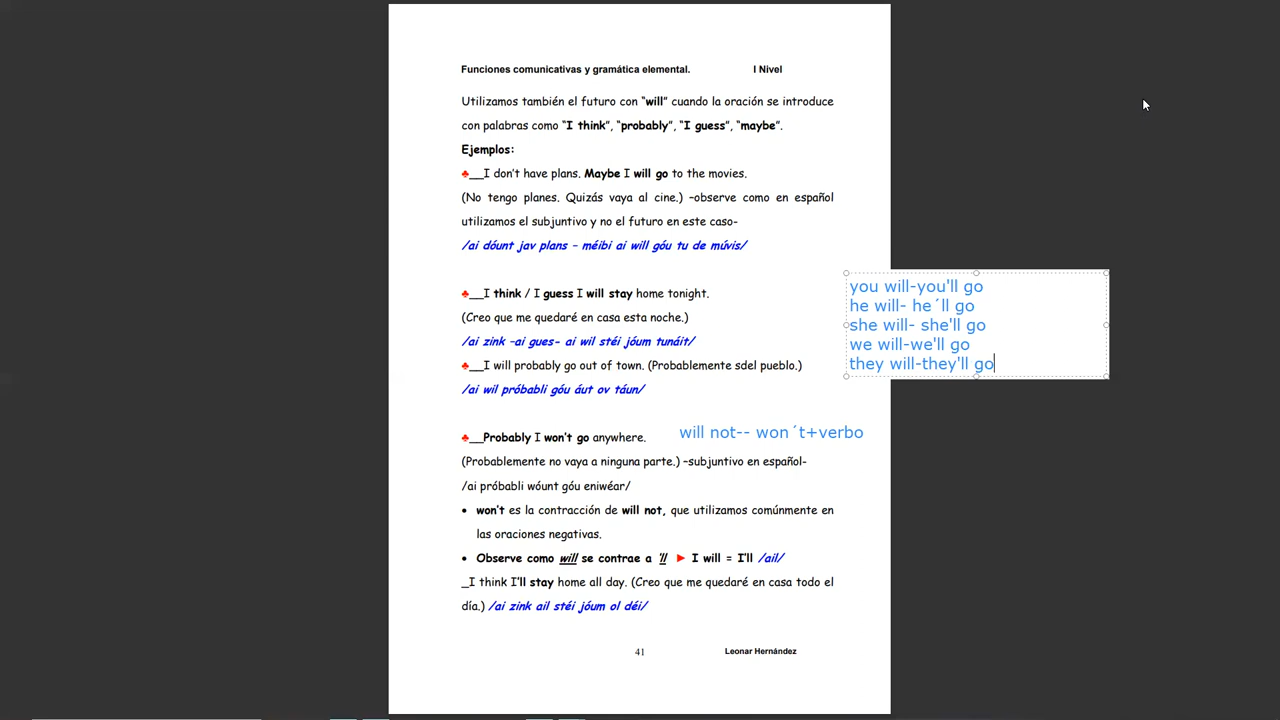 Funciones comunicativas y gramática elemental. I Nivel
Utilizamos también el futuro con “will” cuando la oración se introduce
con palabras como “I think”, “probably”, “I guess”, “maybe”.
Ejemplos:
♣__I don’t have plans. Maybe I will go to the movies.
(No tengo planes. Quizás vaya al cine.) –observe como en español
utilizamos el subjuntivo y no el futuro en este caso-
/ai dóunt jav plans – méibi ai will góu tu de múvis/
you will-you'll go
he will- he´ll go
she will- she'll go
we will-we'll go
they will-they'll go
♣__I think / I guess I will stay home tonight.
(Creo que me quedaré en casa esta noche.)
/ai zink –ai gues- ai wil stéi jóum tunáit/
♣__I will probably go out of town. (Probablemente sdel pueblo.)
/ai wil próbabli góu áut ov táun/
♣__Probably I won’t go anywhere.
will not-- won´t+verbo
(Probablemente no vaya a ninguna parte.) –subjuntivo en español-
/ai próbabli wóunt góu eniwéar/
• won’t es la contracción de will not, que utilizamos comúnmente en
las oraciones negativas.
• Observe como will se contrae a ’ll ► I will = I’ll /ail/
_I think I’ll stay home all day. (Creo que me quedaré en casa todo el
día.) /ai zink ail stéi jóum ol déi/
41 Leonar Hernández